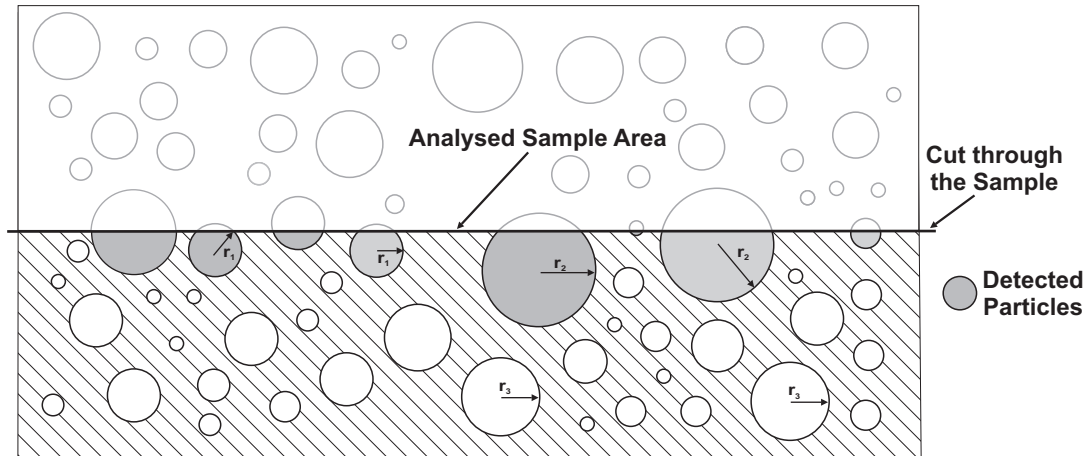 Analysed Sample Area
Cut through
the Sample
r1
r1
r2
r2
Detected
Particles
r3
r3